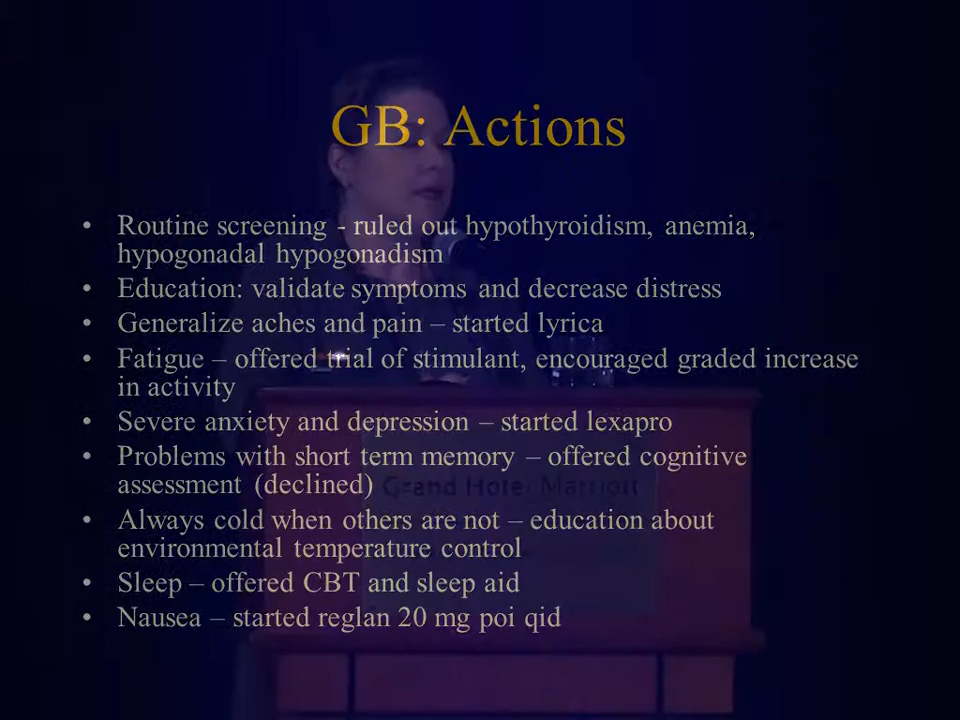 GB: Actions
• Routine screening - ruled out hypothyroidism, anemia,
hypogonadal hypogonadism
• Education: validate symptoms and decrease distress
• Generalize aches and pain – started lyrica
• Fatigue – offered trial of stimulant, encouraged graded increase
in activity
• Severe anxiety and depression – started lexapro
• Problems with short term memory – offered cognitive
assessment (declined)
Grand Hotel Marriott
• Always cold when others are not – education about
environmental temperature control
• Sleep – offered CBT and sleep aid
• Nausea – started reglan 20 mg poi qid